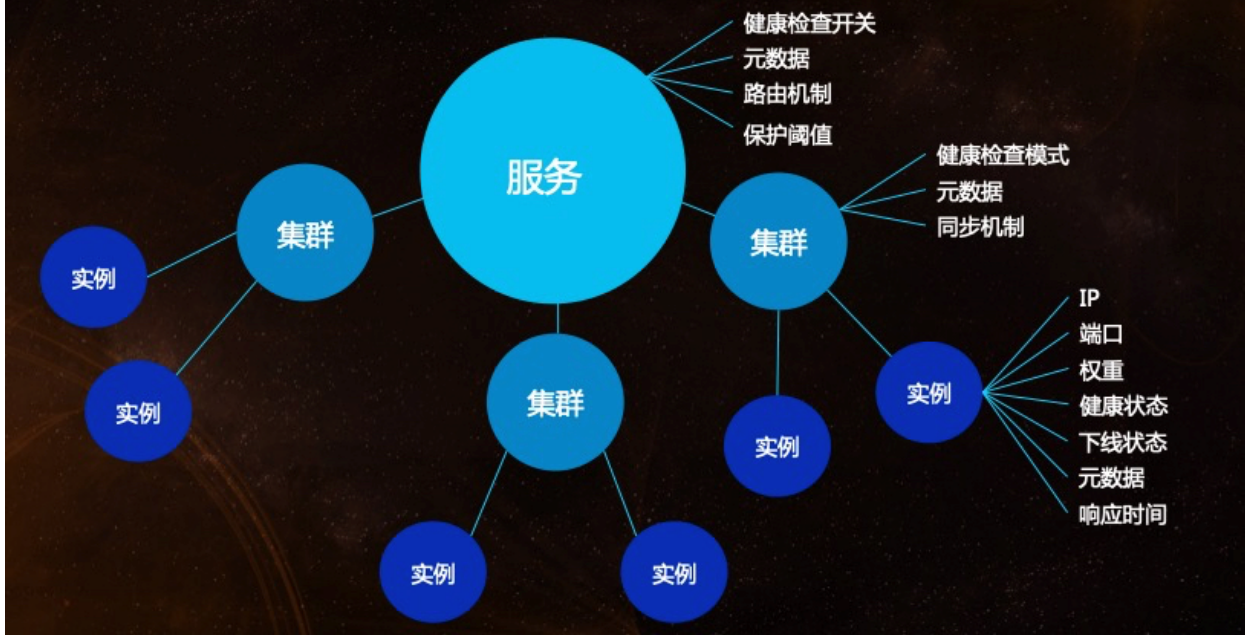 健康检查开关
元数据
路由机制
保护阈值
服务
健康检查模式
元数据
同步机制
集群
集群
实例
IP
端口
权重
健康状态
下线状态
元数据
响应时间
实例
集群
实例
实例
实例
实例